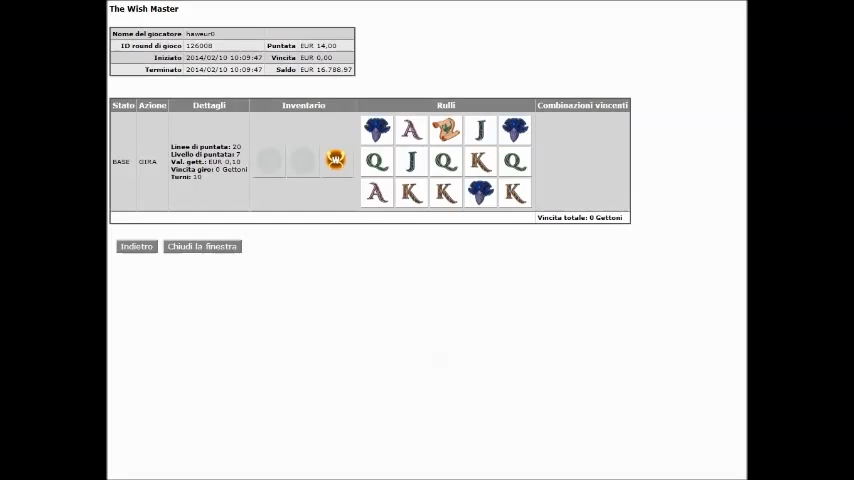 The Wish Master
Nome del giocatore haweur0
ID round di gioco 126008 Puntata EUR 14,00
Iniziato 2014/02/10 10:09:47 Vincita EUR 0,00
Terminato 2014/02/10 10:09:47 Saldo EUR 16.788,97
Stato Azione Dettagli Inventario Rulli Combinazioni vincenti
Linee di puntata: 20
Livello di puntata: 7
BASE GIRA Val. gett.: EUR 0,10
Vincita giro: 0 Gettoni
Turni: 10
W
A J
Q J Q K Q
A K K K
Vincita totale: 0 Gettoni
Indietro Chiudi la finestra